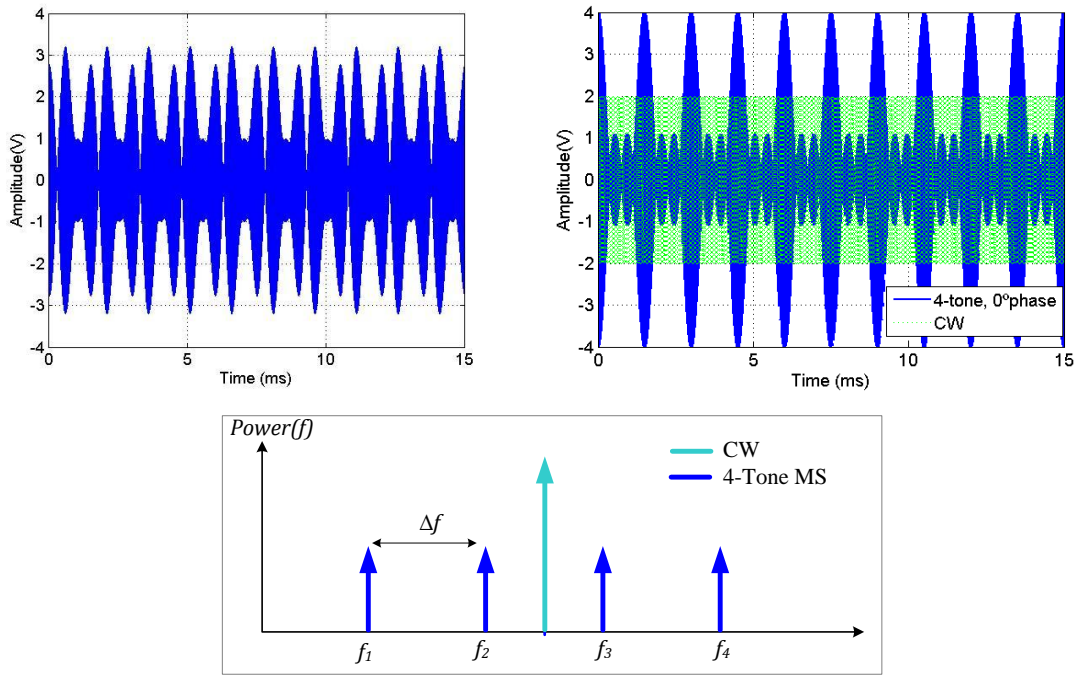 4
3
2
1
0
-1
-2
-3
-4
Amplitude(V)
0
5
10
15
Time (ms)
4
3
2
1
0
-1
-2
-3
-4
Amplitude(V)
0
5
10
15
Time (ms)
4-tone, 0ºphase
CW
Power(f)
CW
4-Tone MS
Δf
f1
f2
f3
f4